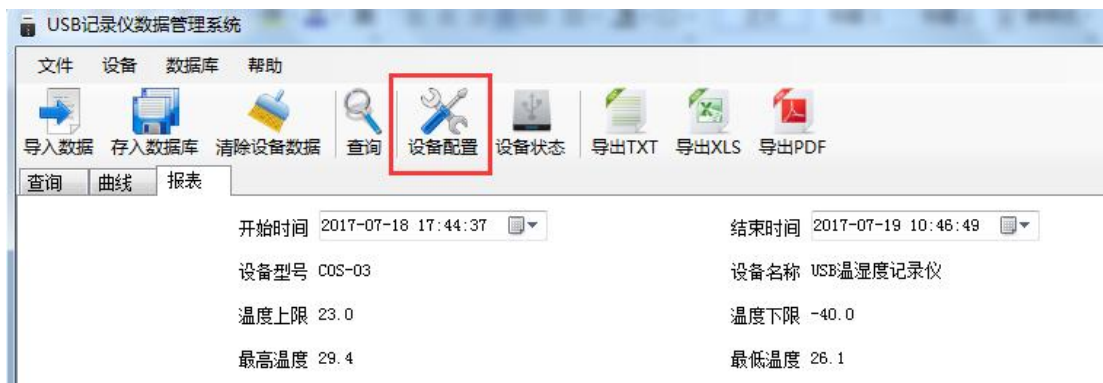 USB记录仪数据管理系统
文件 设备 数据库 帮助
导入数据 存入数据库 清除设备数据 查询 设备配置 设备状态 导出TXT 导出XLS 导出PDF
查询 曲线 报表
开始时间 2017-07-18 17:44:37 结束时间 2017-07-19 10:46:49
设备型号 COS-03 设备名称 USB温湿度记录仪
温度上限 23.0 温度下限 -40.0
最高温度 29.4 最低温度 26.1